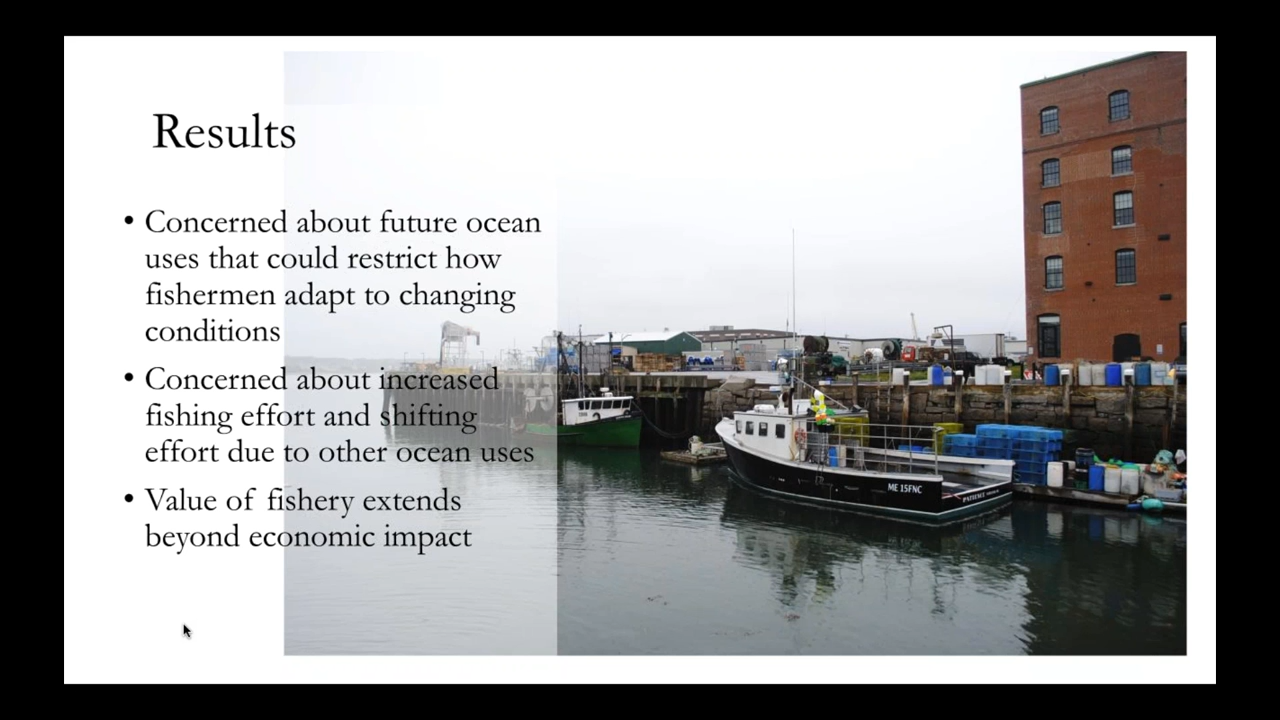 Results
• Concerned about future ocean
uses that could restrict how
fishermen adapt to changing
conditions
• Concerned about increased
fishing effort and shifting
effort due to other ocean uses
• Value of fishery extends
beyond economic impact
ME 15FNC
PATIENCE